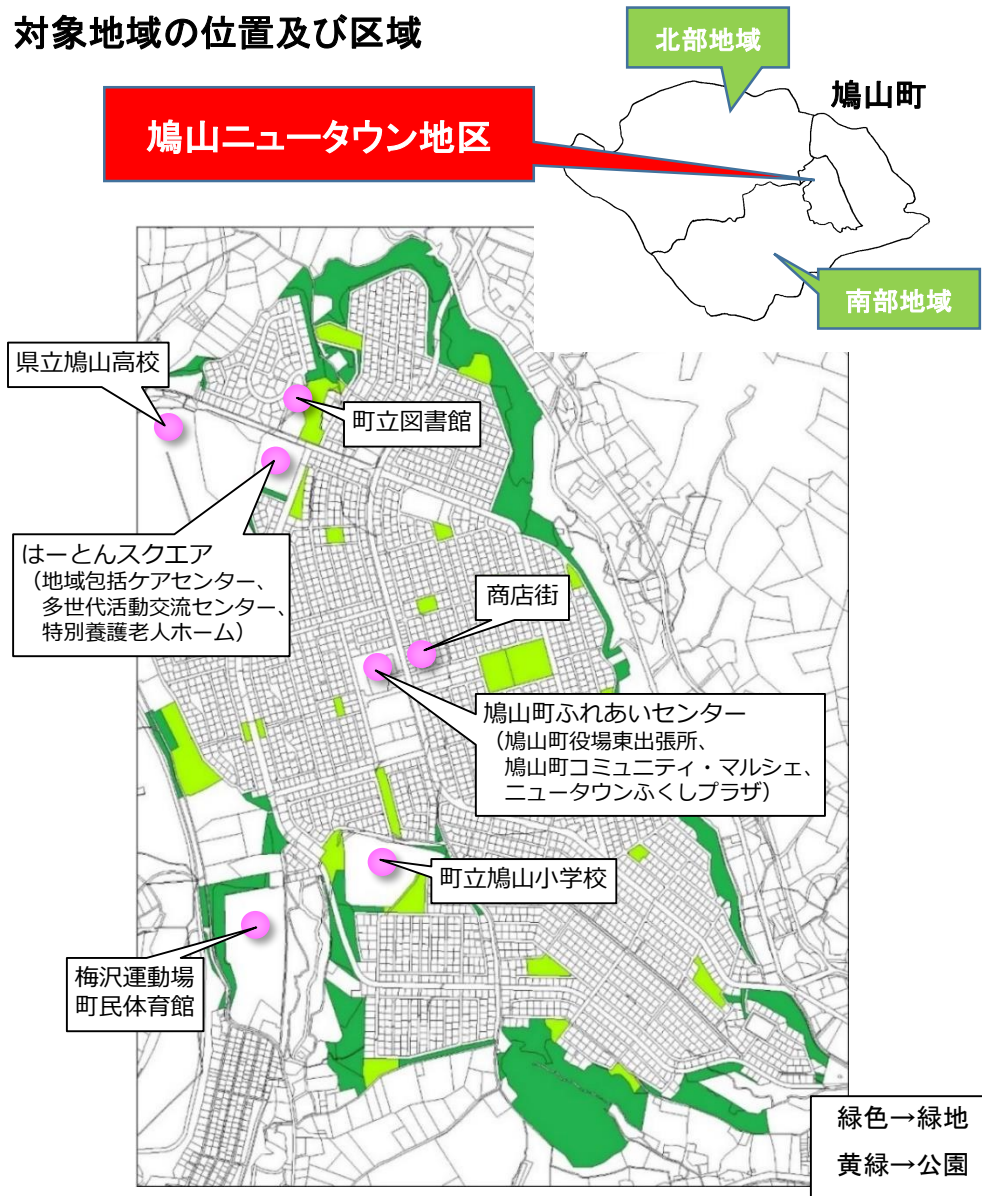 対象地域の位置及び区域
北部地域
鳩山町
鳩山ニュータウン地区
南部地域
県立鳩山高校
町立図書館
はーとんスクエア
(地域包括ケアセンター、
多世代活動交流センター、
特別養護老人ホーム)
商店街
鳩山町ふれあいセンター
(鳩山町役場東出張所、
鳩山町コミュニティ・マルシェ、
ニュータウンふくしプラザ)
町立鳩山小学校
梅沢運動場
町民体育館
緑色→緑地
黄緑→公園